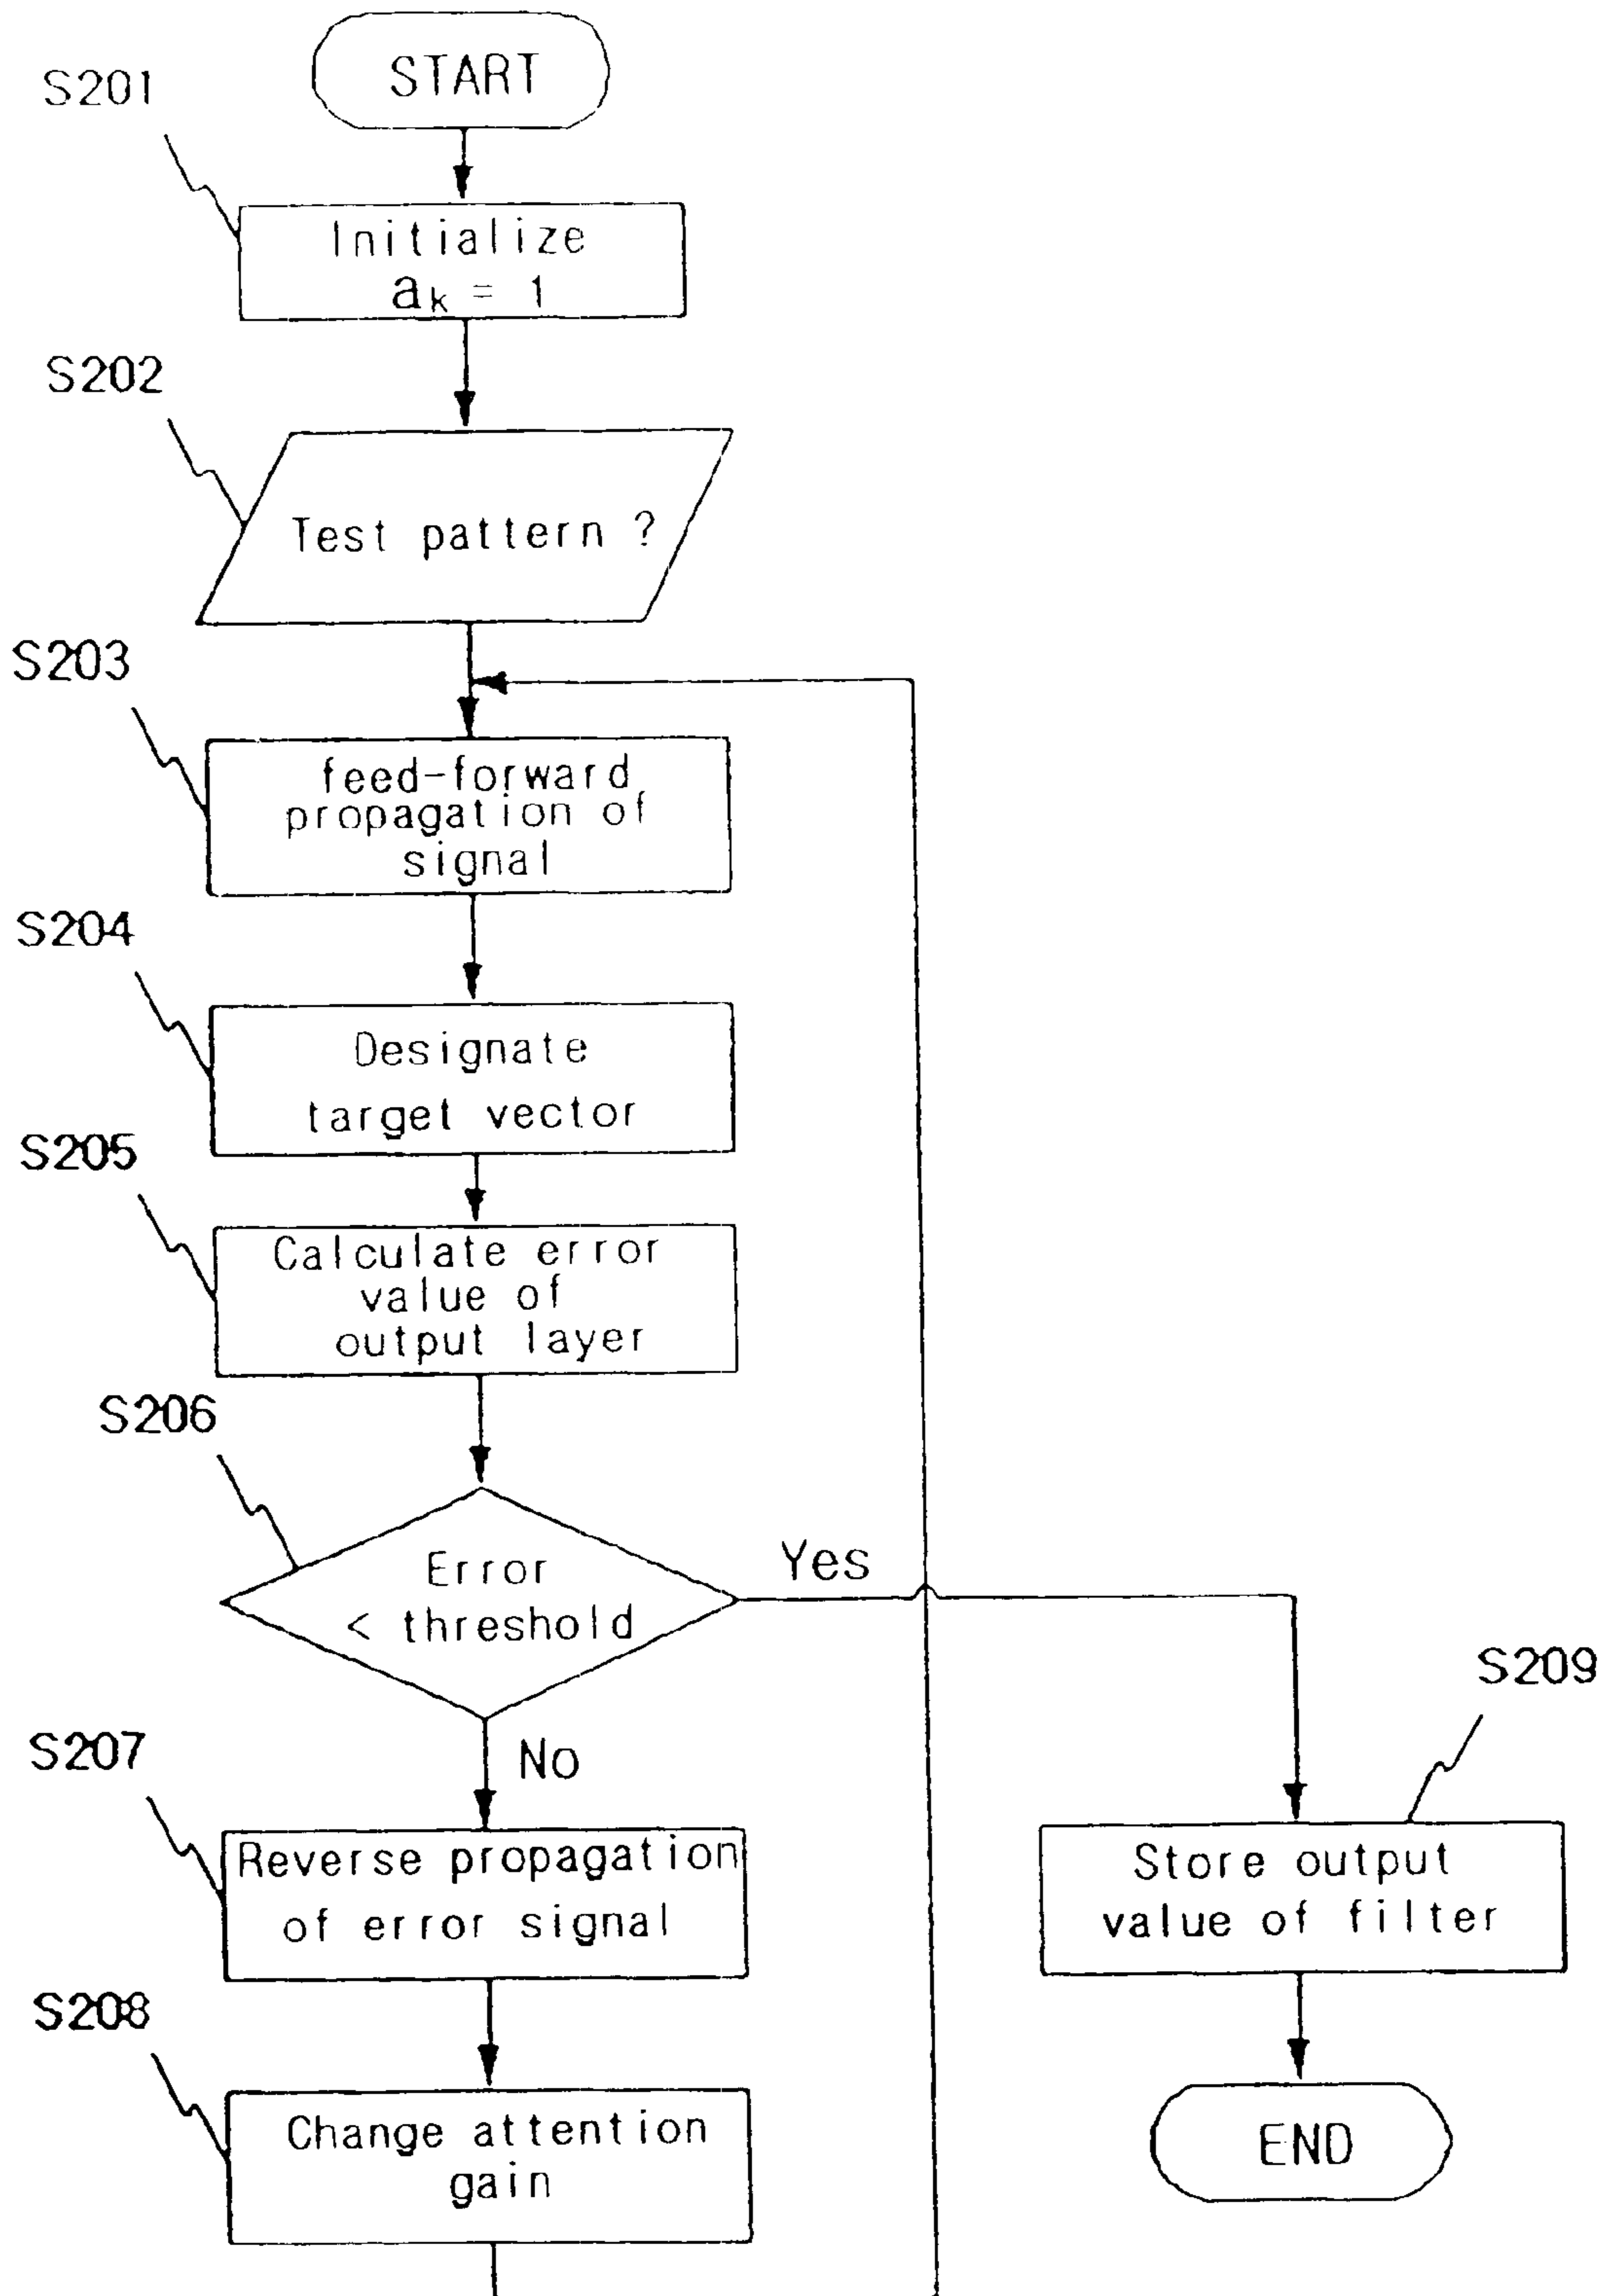 START
S201
Initialize
ak = 1
S202
Test pattern ?
S203
feed-forward
propagation of
signal
S204
Designate
target vector
S205
Calculate error
value of
output layer
S206
Error
< threshold
Yes
No
S207
Reverse propagation
of error signal
S208
Change attention
gain
S209
Store output
value of filter
END